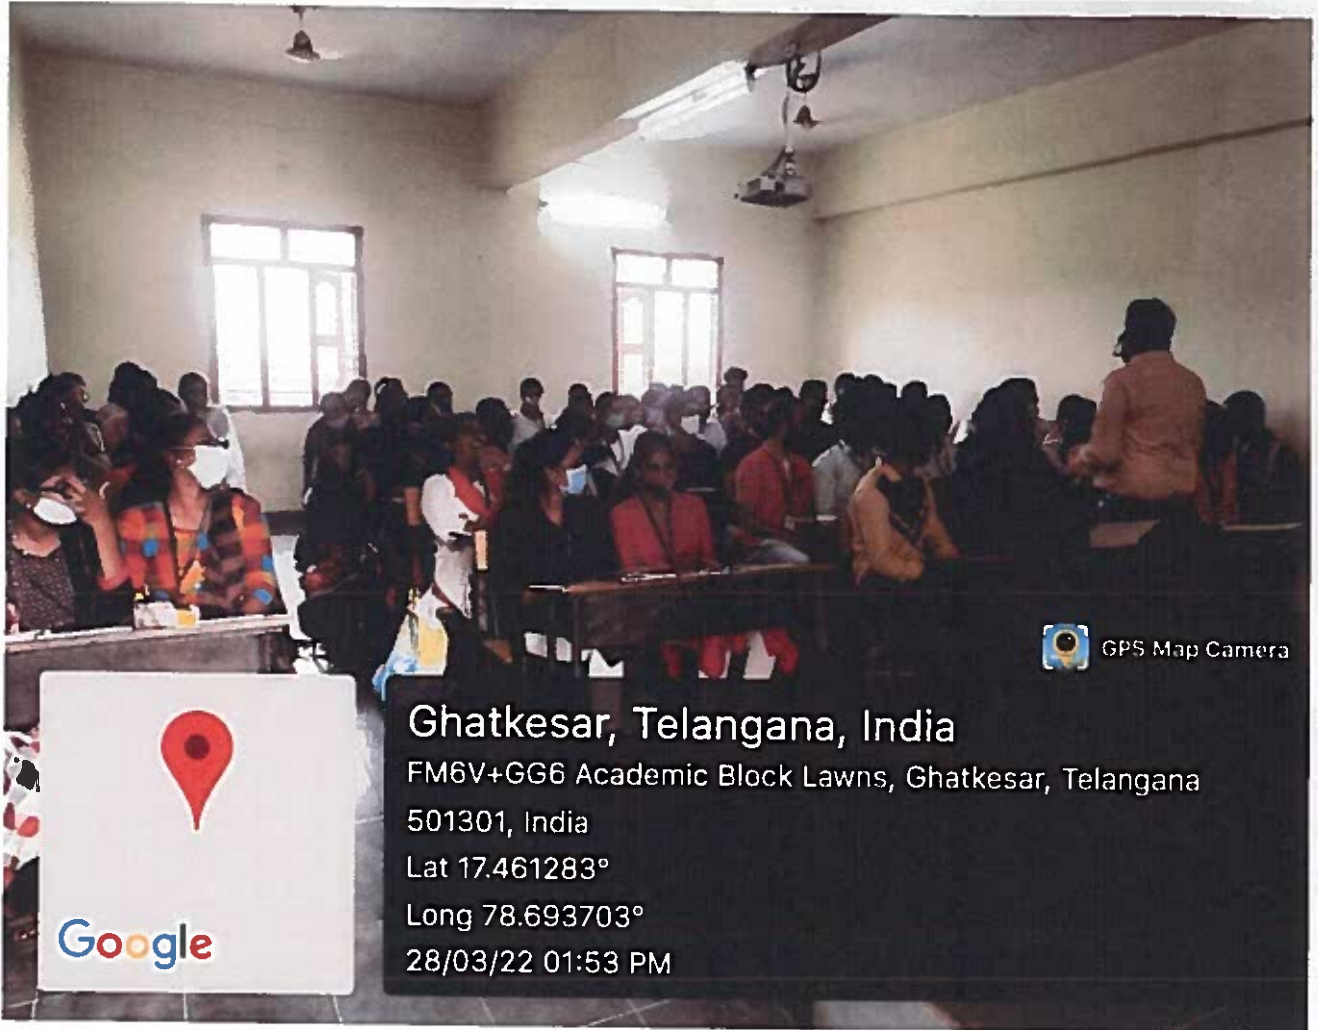 GPS Map Camera
Ghatkesar, Telangana, India
FM6V+GG6 Academic Block Lawns, Ghatkesar, Telangana
501301, India
Lat 17.461283°
Long 78.693703°
28/03/22 01:53 PM
Google